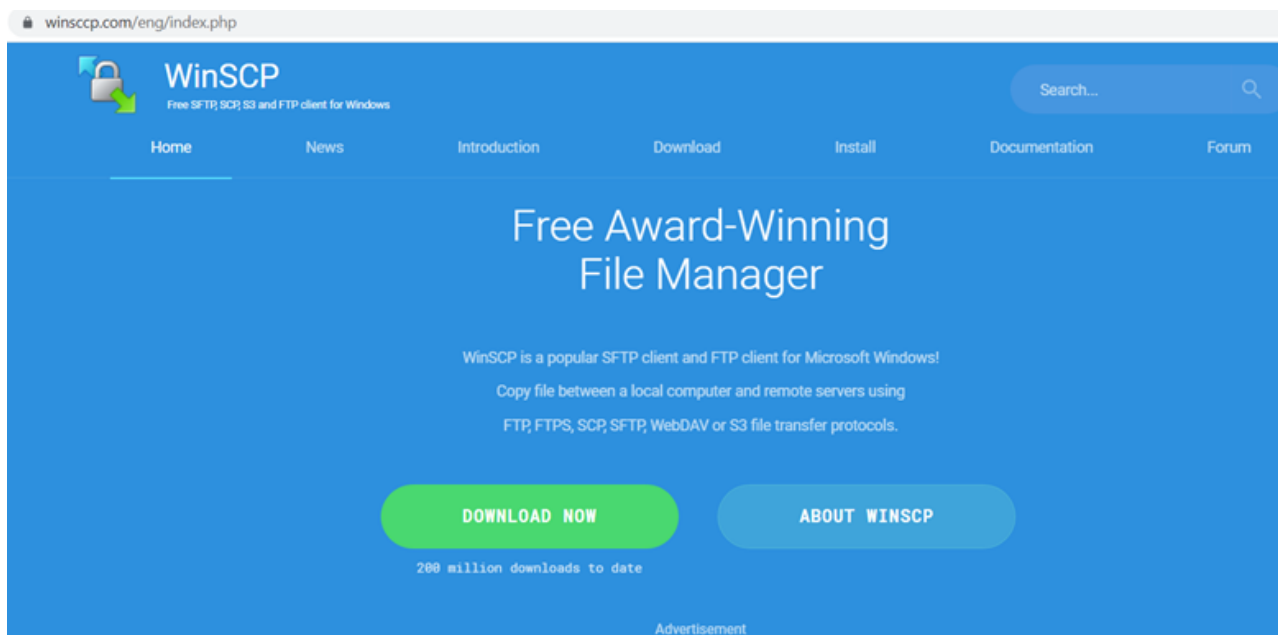 winsccp.com/eng/index.php
WinSCP
Free SFTP, SCP, S3 and FTP client for Windows
Search...
Home News Introduction Download Install Documentation Forum
Free Award-Winning
File Manager
WinSCP is a popular SFTP client and FTP client for Microsoft Windows!
Copy file between a local computer and remote servers using
FTP, FTPS, SCP, SFTP, WebDAV or S3 file transfer protocols.
DOWNLOAD NOW ABOUT WINSCP
200 million downloads to date
Advertisement